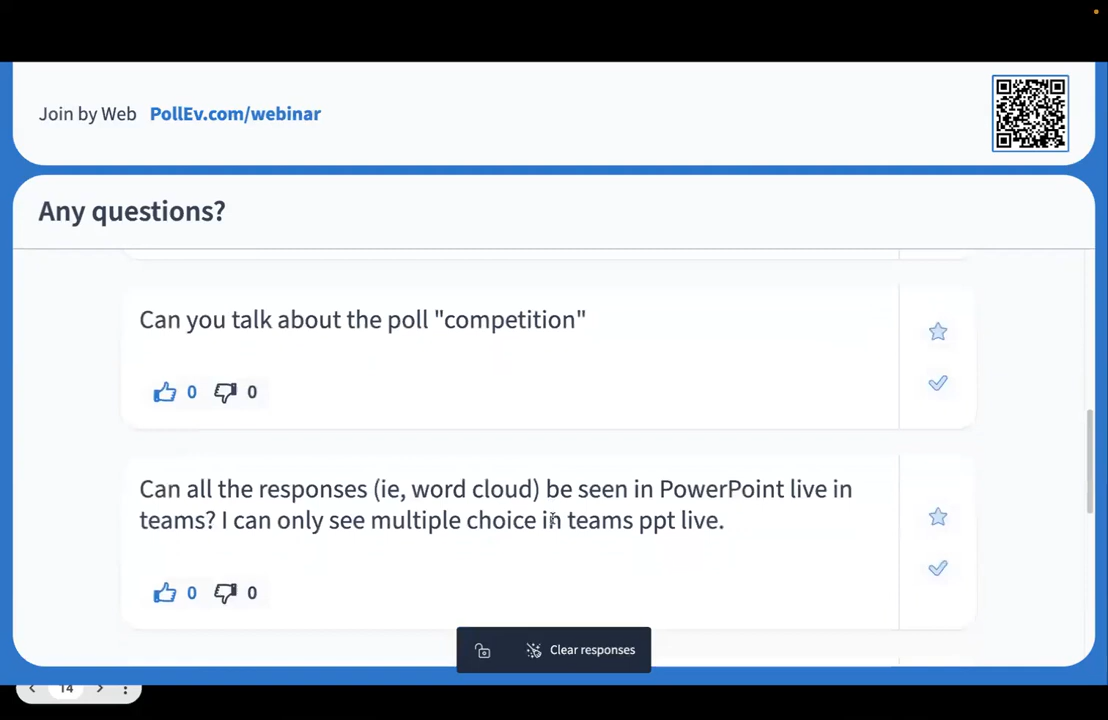 Join by Web PollEv.com/webinar
Any questions?
Can you talk about the poll "competition"
0 0
Can all the responses (ie, word cloud) be seen in PowerPoint live in
teams? I can only see multiple choice in teams ppt live.
0 0
Clear responses
14